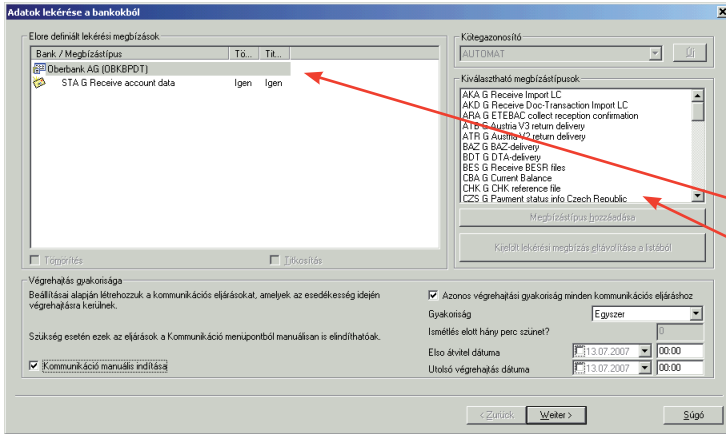 Adatok lekérése a bankokból
Elore definiált lekérési megbízások
Bank / Megbízástípus Tö... Tit...
Oberbank AG (OBKBPDT)
STA G Receive account data Igen Igen
Tömörítés Titkosítás
Kötegazonosító
AUTOMAT Új
Kiválasztható megbízástípusok
AKA G Receive Import LC
AKD G Receive Doc-Transaction Import LC
ARA G ETEBAC collect reception confirmation
ATB G Austria V3 return delivery
ATR G Austria V2 return delivery
BAZ G BAZ-delivery
BDT G DTA-delivery
BES G Receive BESR files
CBA G Current Balance
CHK G CHK reference file
CZS G Payment status info Czech Republic
Megbízástípus hozzáadása
Kijelölt lekérési megbízás eltávolítása a listából
Végrehajtás gyakorisága
Beállításai alapján létrehozzuk a kommunikációs eljárásokat, amelyek az esedékesség idején
végrehajtásra kerülnek.
Szükség esetén ezek az eljárások a Kommunikáció menüpontból manuálisan is elindíthatóak.
Kommunikáció manuális indítása
Azonos végrehajtási gyakoriság minden kommunikációs eljáráshoz
Gyakoriság Egyszer
Ismétlés elott hány perc szünet? 0
Elso átvitel dátuma 13.07.2007 00:00
Utolsó végrehajtás dátuma 13.07.2007 00:00
< Zurück Weiter > Súgó